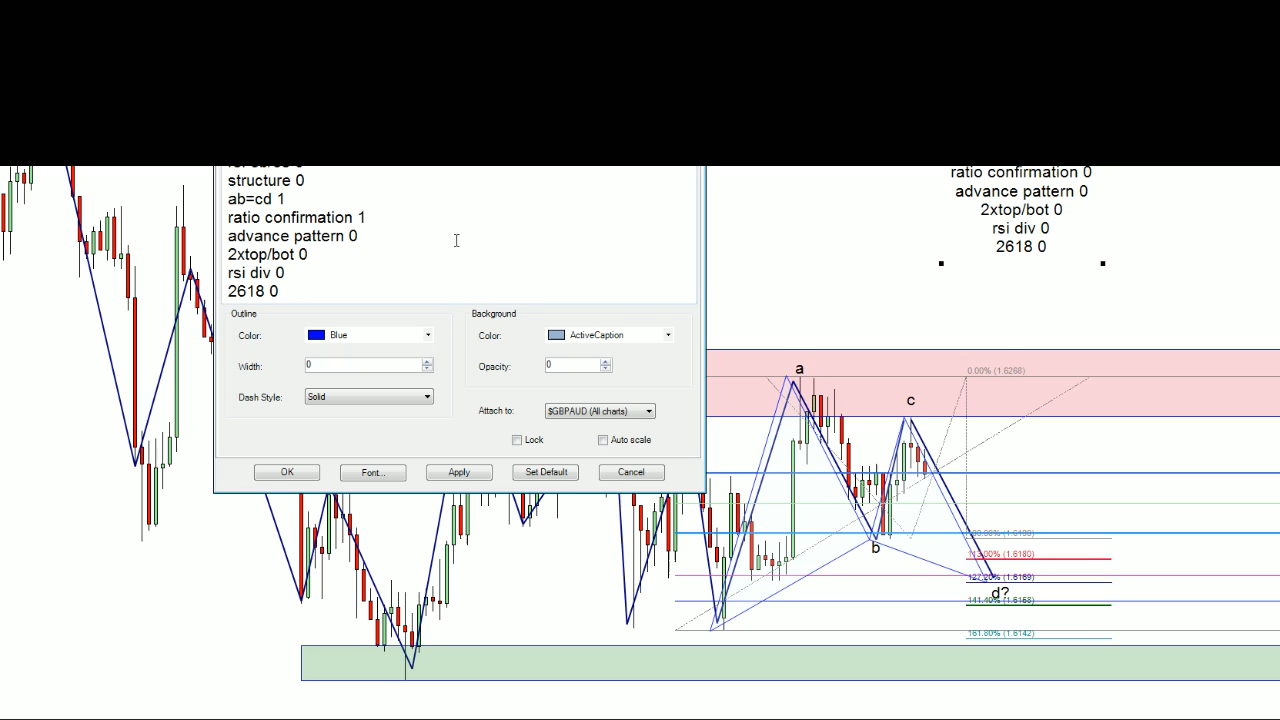 structure 0
ab=cd 1
ratio confirmation 1
advance pattern 0
2xtop/bot 0
rsi div 0
2618 0
Outline
Color:
Blue
Width:
0
Dash Style:
Solid
Background
Color:
ActiveCaption
Opacity:
0
Attach to:
$GBPAUD (All charts)
Lock
Auto scale
OK
Font...
Apply
Set Default
Cancel
ratio confirmation 0
advance pattern 0
2xtop/bot 0
rsi div 0
2618 0
a
0.00% (1.6268)
c
b
113.00% (1.6180)
127.20% (1.6169)
d?
141.40% (1.6158)
161.80% (1.6142)